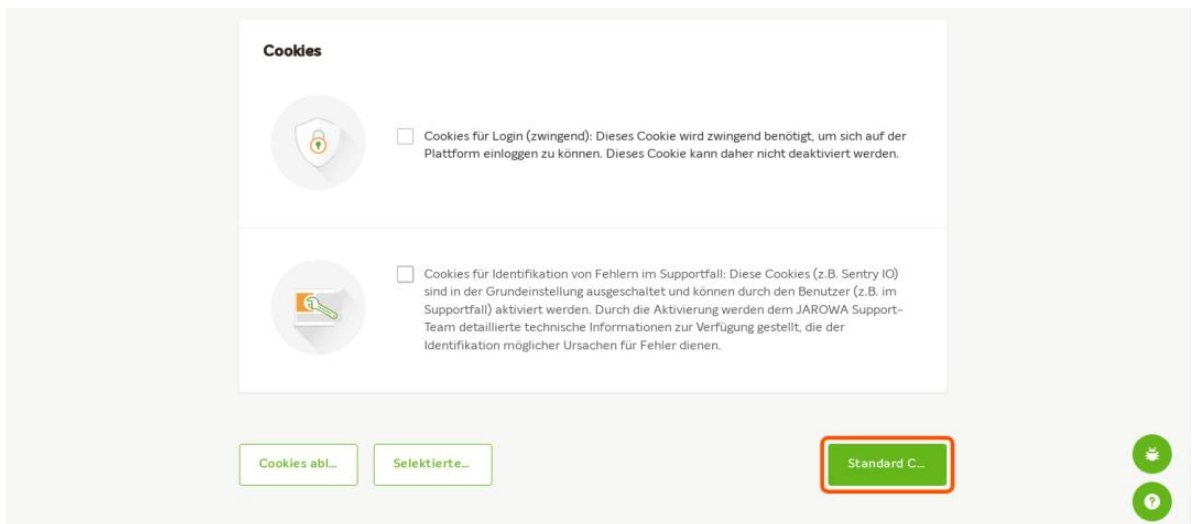 Cookies
Cookies für Login (zwingend): Dieses Cookie wird zwingend benötigt, um sich auf der
Plattform einloggen zu können. Dieses Cookie kann daher nicht deaktiviert werden.
Cookies für Identifikation von Fehlern im Supportfall: Diese Cookies (z.B. Sentry IO)
sind in der Grundeinstellung ausgeschaltet und können durch den Benutzer (z.B. im
Supportfall) aktiviert werden. Durch die Aktivierung werden dem JAROWA Support-
Team detaillierte technische Informationen zur Verfügung gestellt, die der
Identifikation möglicher Ursachen für Fehler dienen.
Cookies abl...
Selektierte...
Standard C...
?